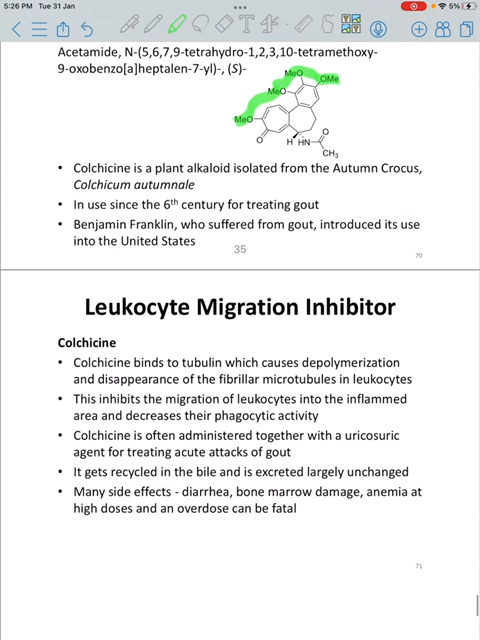 5:26 PM Tue 31 Jan
5%
Acetamide, N-(5,6,7,9-tetrahydro-1,2,3,10-tetramethoxy-
9-oxobenzo[a]heptalen-7-yl)-, (S)-
MeO
OMe
MeO
MeO
O
H HN
O
CH3
• Colchicine is a plant alkaloid isolated from the Autumn Crocus,
Colchicum autumnale
• In use since the 6th century for treating gout
• Benjamin Franklin, who suffered from gout, introduced its use
into the United States
35
70
Leukocyte Migration Inhibitor
Colchicine
• Colchicine binds to tubulin which causes depolymerization
and disappearance of the fibrillar microtubules in leukocytes
• This inhibits the migration of leukocytes into the inflamed
area and decreases their phagocytic activity
• Colchicine is often administered together with a uricosuric
agent for treating acute attacks of gout
• It gets recycled in the bile and is excreted largely unchanged
• Many side effects - diarrhea, bone marrow damage, anemia at
high doses and an overdose can be fatal
71